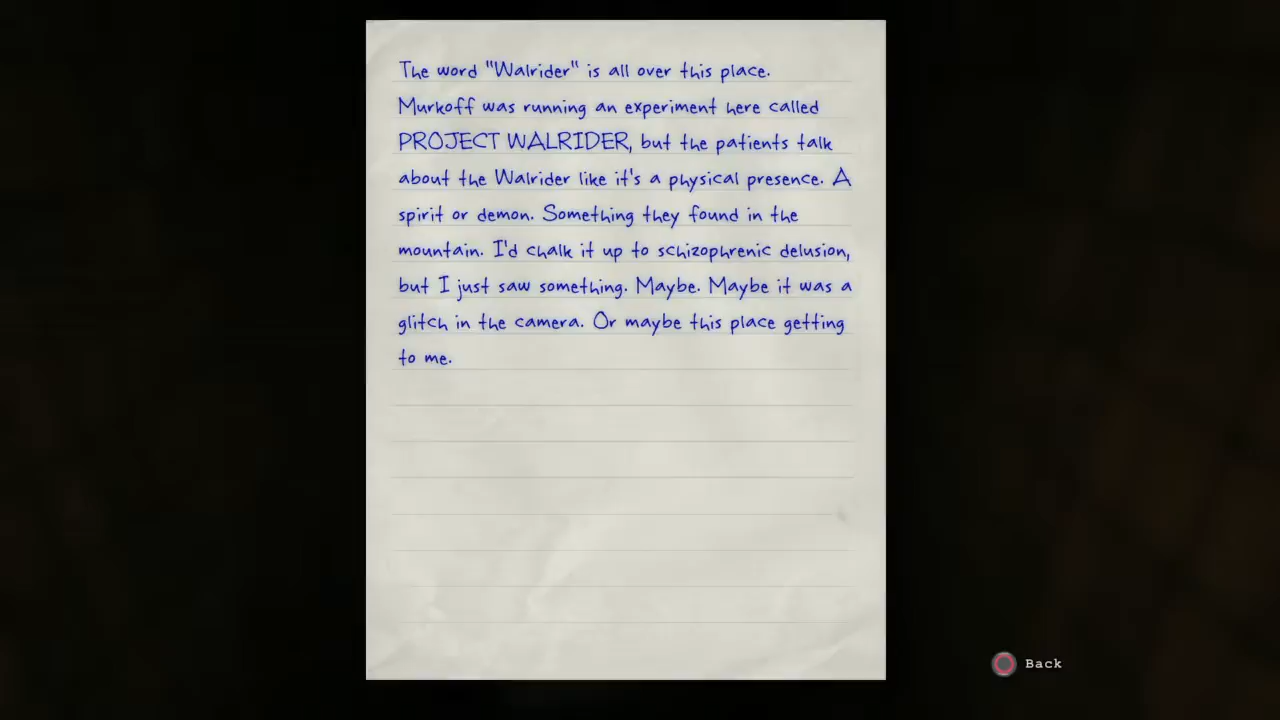 The word "Walrider" is all over this place.
Murkoff was running an experiment here called
PROJECT WALRIDER, but the patients talk
about the Walrider like it's a physical presence. A
spirit or demon. Something they found in the
mountain. I'd chalk it up to schizophrenic delusion,
but I just saw something. Maybe. Maybe it was a
glitch in the camera. Or maybe this place getting
to me.
Back